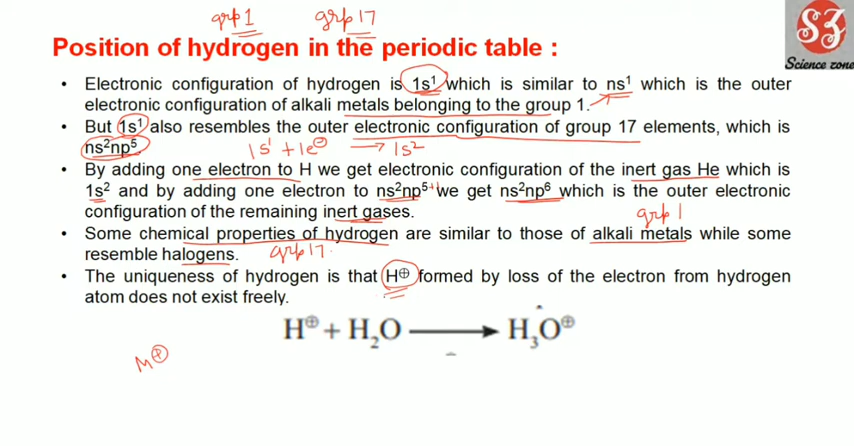 grp 1 grp 17
Position of hydrogen in the periodic table :
SZ
Science zone
• Electronic configuration of hydrogen is 1s¹ which is similar to ns¹ which is the outer
electronic configuration of alkali metals belonging to the group 1.
• But 1s¹ also resembles the outer electronic configuration of group 17 elements, which is
ns²np⁵ 1s¹ + 1e⊖ → 1s²
• By adding one electron to H we get electronic configuration of the inert gas He which is
1s² and by adding one electron to ns²np⁵⁺¹ we get ns²np⁶ which is the outer electronic
configuration of the remaining inert gases.
grp 1
• Some chemical properties of hydrogen are similar to those of alkali metals while some
resemble halogens. grp 17
• The uniqueness of hydrogen is that H⊕ formed by loss of the electron from hydrogen
atom does not exist freely.
H⊕ + H₂O ⟶ H₃O⊕
M⊕